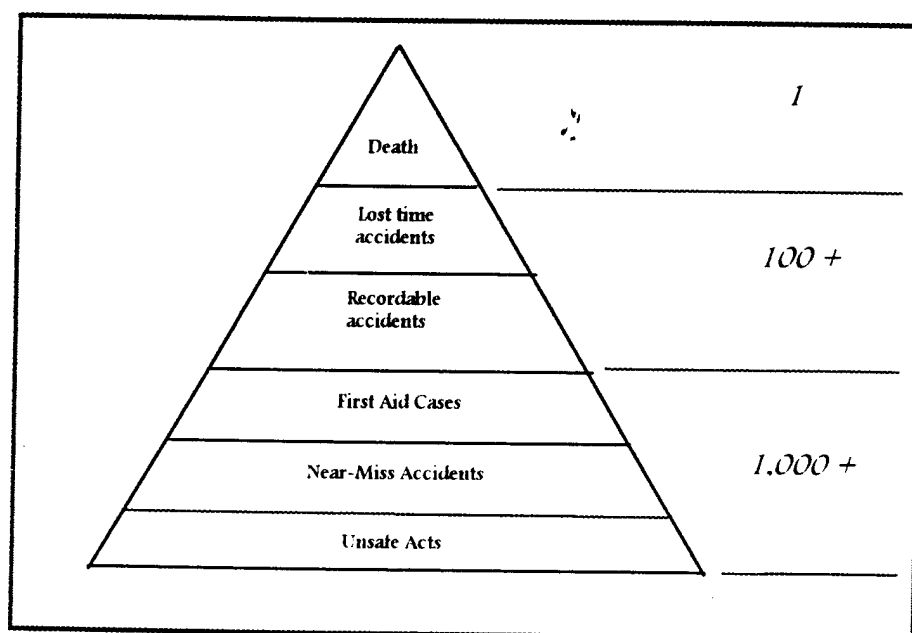 Death
1
Lost time
accidents
100 +
Recordable
accidents
First Aid Cases
Near-Miss Accidents
1.000 +
Unsafe Acts